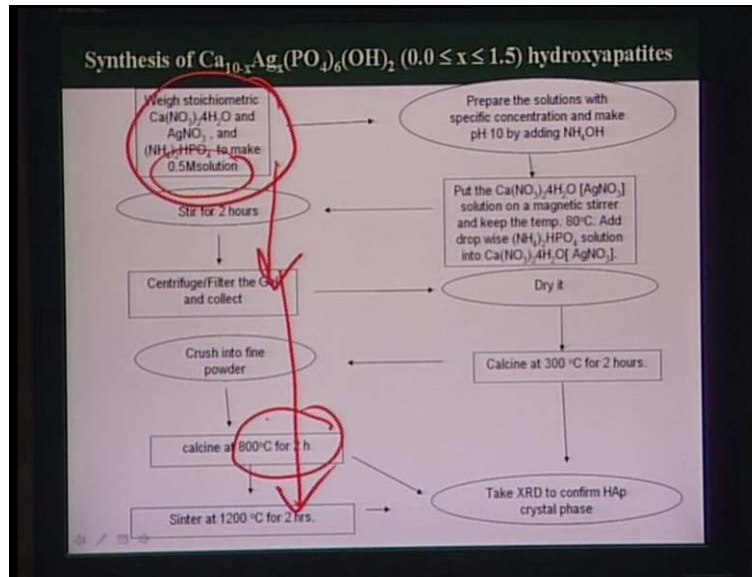 Synthesis of Ca10-xAgx(PO4)6(OH)2 (0.0 ≤ x ≤ 1.5) hydroxyapatites
Weigh stoichiometric
Ca(NO3)24H2O and
AgNO3, and
(NH4)2HPO4 to make
0.5Msolution
Prepare the solutions with
specific concentration and make
pH 10 by adding NH4OH
Put the Ca(NO3)24H2O [AgNO3]
solution on a magnetic stirrer
and keep the temp. 80°C. Add
drop wise (NH4)2HPO4 solution
into Ca(NO3)24H2O[ AgNO3].
Stir for 2 hours
Centrifuge/Filter the Gel
and collect
Dry it
Calcine at 300 °C for 2 hours.
Crush into fine
powder
calcine at 800°C for 2 h
Sinter at 1200 °C for 2 hrs.
Take XRD to confirm HAp
crystal phase